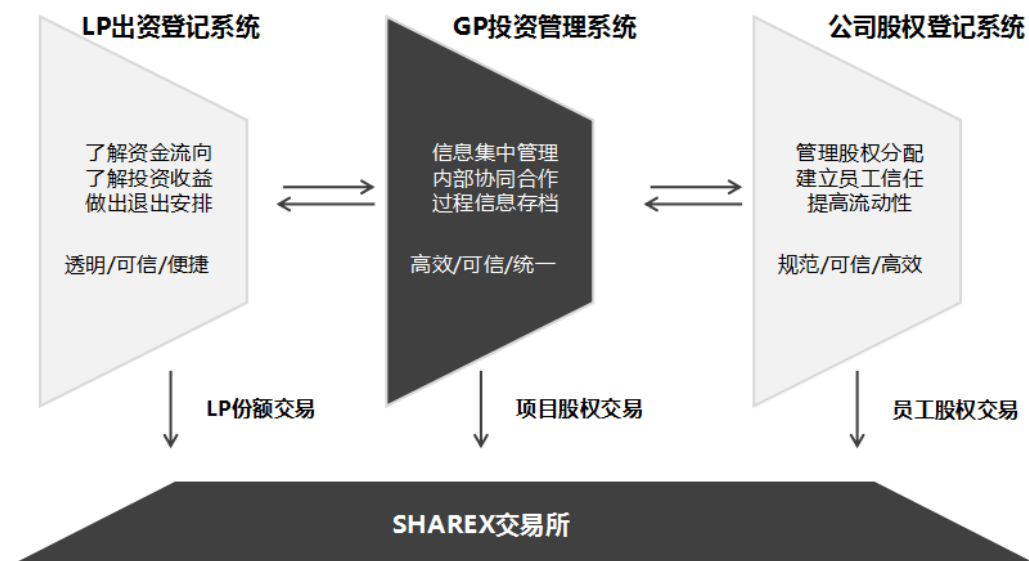 LP出资登记系统
GP投资管理系统
公司股权登记系统
了解资金流向
了解投资收益
做出退出安排
透明/可信/便捷
信息集中管理
内部协同合作
过程信息存档
高效/可信/统一
管理股权分配
建立员工信任
提高流动性
规范/可信/高效
LP份额交易
项目股权交易
员工股权交易
SHAREX交易所